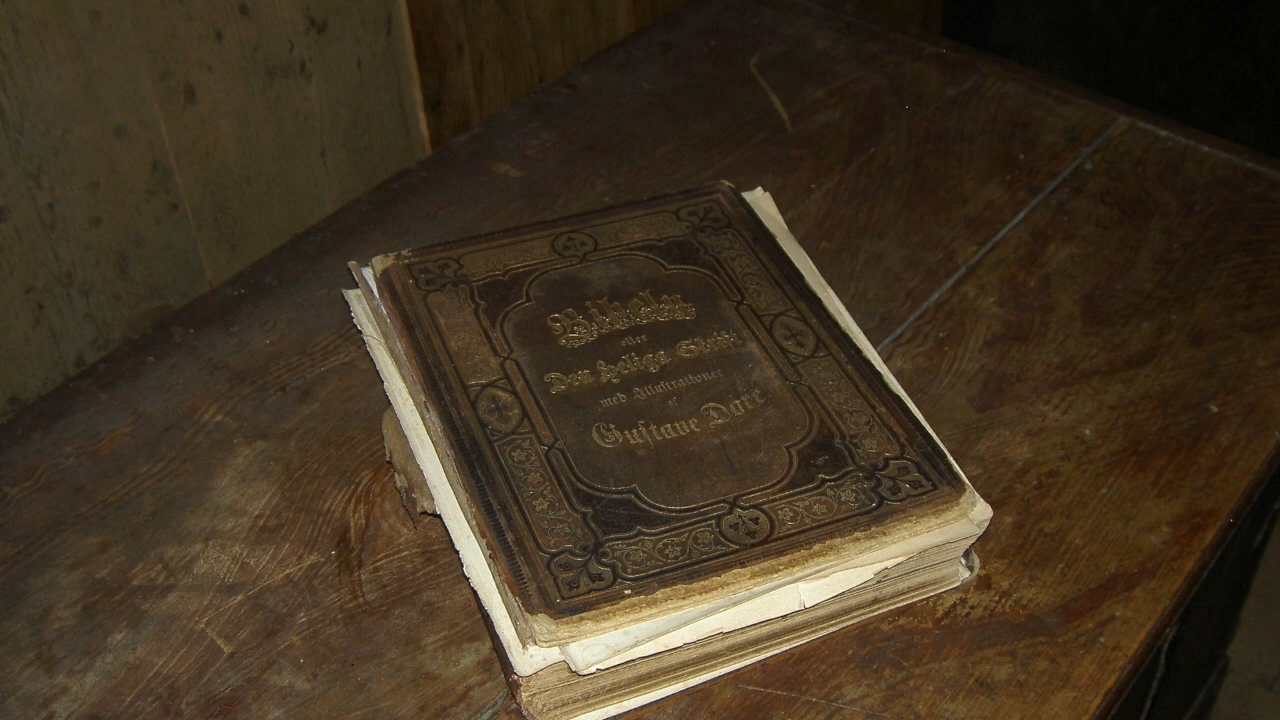 Bibeln
eller
Den Heliga Skrift
med Illustrationer
af
Gustave Doré